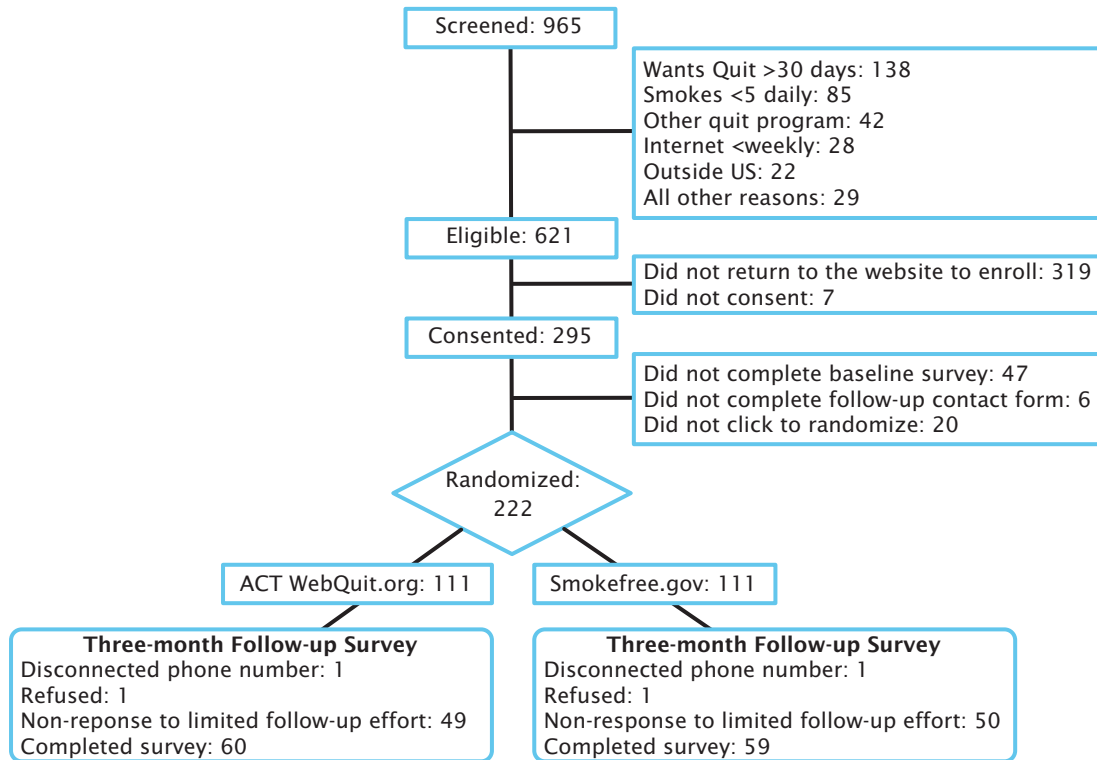 Screened: 965
Wants Quit >30 days: 138
Smokes <5 daily: 85
Other quit program: 42
Internet <weekly: 28
Outside US: 22
All other reasons: 29
Eligible: 621
Did not return to the website to enroll: 319
Did not consent: 7
Consented: 295
Did not complete baseline survey: 47
Did not complete follow-up contact form: 6
Did not click to randomize: 20
Randomized:
222
ACT WebQuit.org: 111
Smokefree.gov: 111
Three-month Follow-up Survey
Disconnected phone number: 1
Refused: 1
Non-reponse to limited follow-up effort: 49
Completed survey: 60
Three-month Follow-up Survey
Disconnected phone number: 1
Refused: 1
Non-response to limited follow-up effort: 50
Completed survey: 59